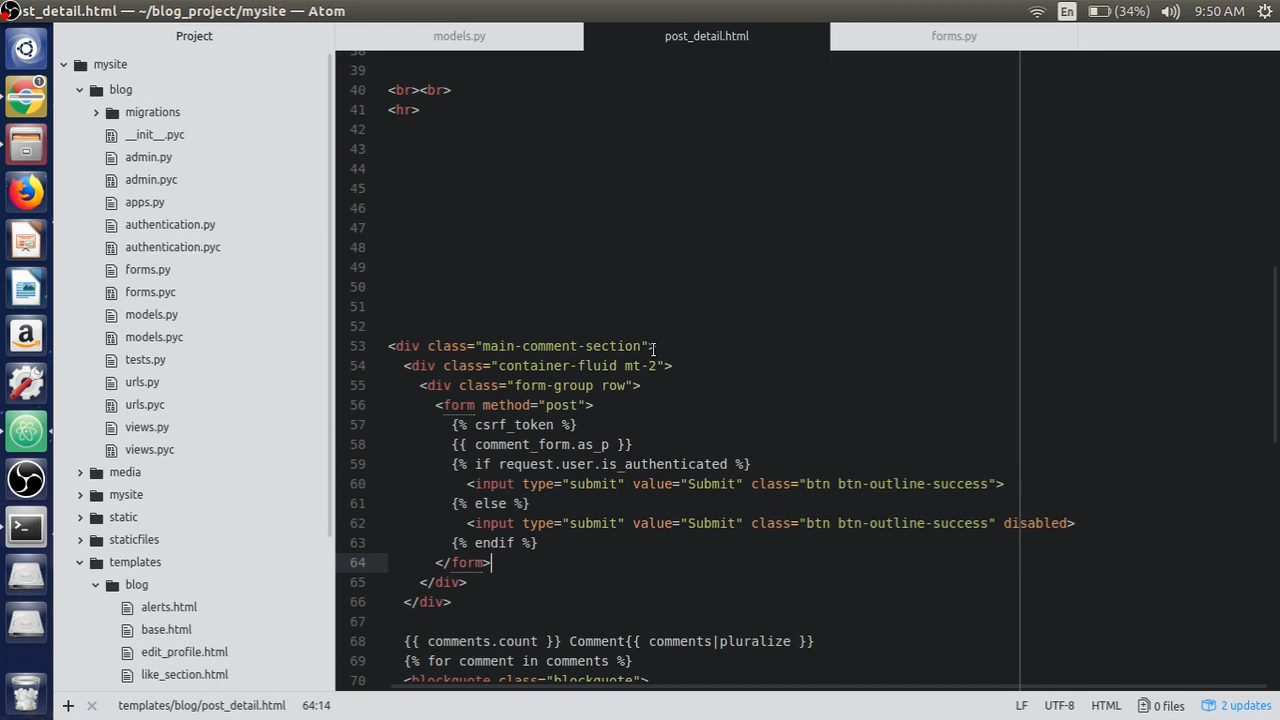 st_detail.html — ~/blog_project/mysite — Atom
En
(34%)
9:50 AM
Project
mysite
blog
migrations
__init__.pyc
admin.py
admin.pyc
apps.py
authentication.py
authentication.pyc
forms.py
forms.pyc
models.py
models.pyc
tests.py
urls.py
urls.pyc
views.py
views.pyc
media
mysite
static
staticfiles
templates
blog
alerts.html
base.html
edit_profile.html
like_section.html
models.py
post_detail.html
forms.py
38
39
40 <br><br>
41 <hr>
42
43
44
45
46
47
48
49
50
51
52
53 <div class="main-comment-section">
54 <div class="container-fluid mt-2">
55 <div class="form-group row">
56 <form method="post">
57 {% csrf_token %}
58 {{ comment_form.as_p }}
59 {% if request.user.is_authenticated %}
60 <input type="submit" value="Submit" class="btn btn-outline-success">
61 {% else %}
62 <input type="submit" value="Submit" class="btn btn-outline-success" disabled>
63 {% endif %}
64 </form>
65 </div>
66 </div>
67
68 {{ comments.count }} Comment{{ comments|pluralize }}
69 {% for comment in comments %}
70 <blockquote class="blockquote">
templates/blog/post_detail.html 64:14
LF UTF-8 HTML 0 files 2 updates